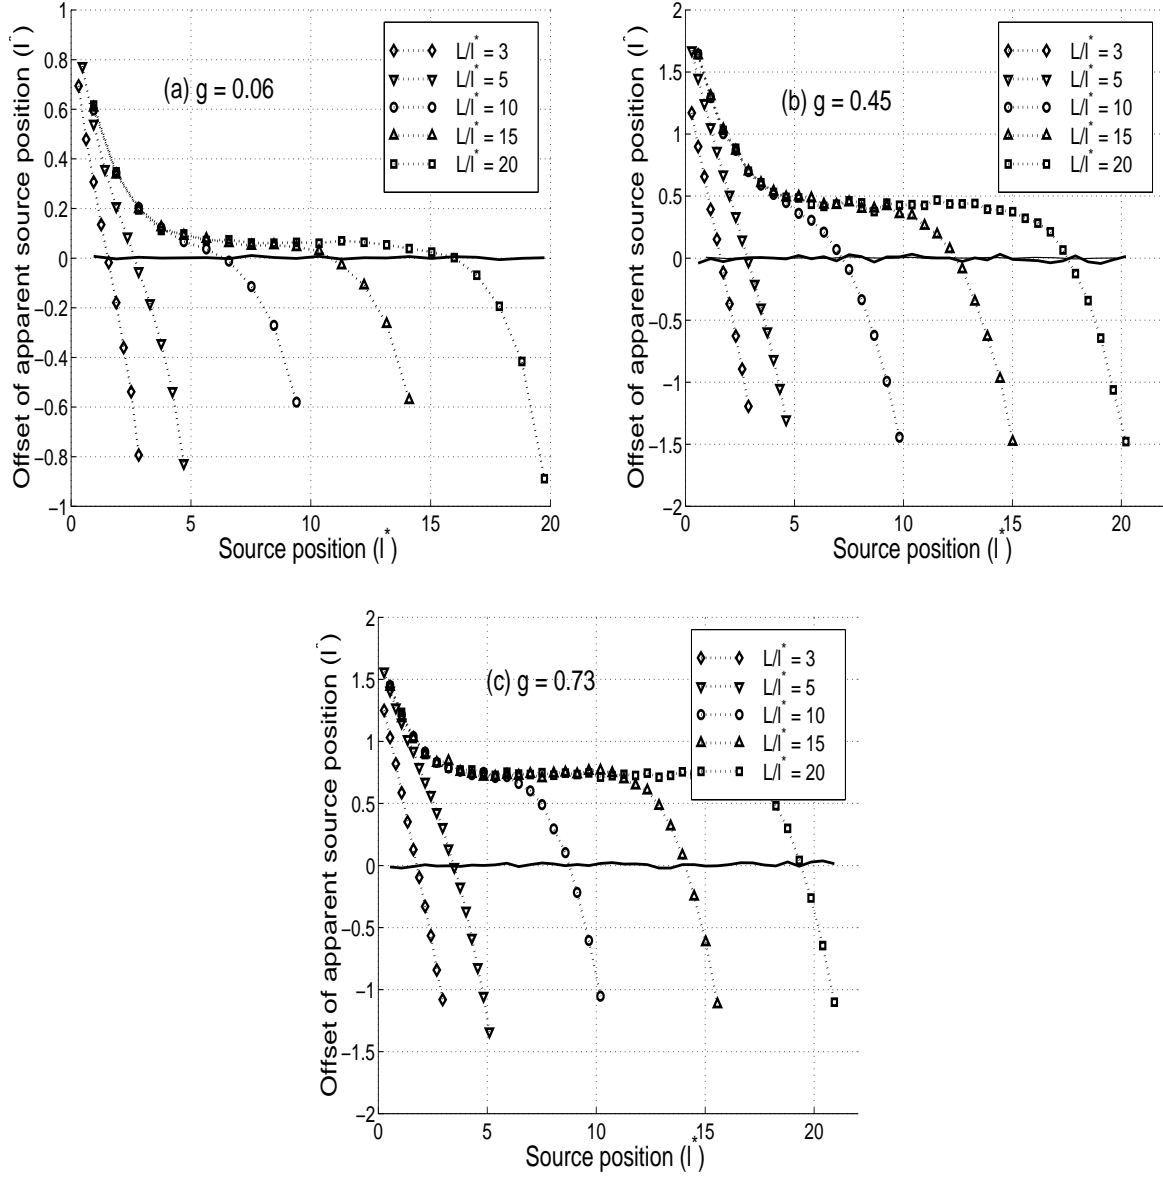 (a) g = 0.06
L/l* = 3
L/l* = 5
L/l* = 10
L/l* = 15
L/l* = 20
Offset of apparent source position (l*)
1
0.8
0.6
0.4
0.2
0
−0.2
−0.4
−0.6
−0.8
−1
0 5 10 15 20
Source position (l*)
(b) g = 0.45
L/l* = 3
L/l* = 5
L/l* = 10
L/l* = 15
L/l* = 20
Offset of apparent source position (l*)
2
1.5
1
0.5
0
−0.5
−1
−1.5
−2
0 5 10 15 20
Source position (l*)
(c) g = 0.73
L/l* = 3
L/l* = 5
L/l* = 10
L/l* = 15
L/l* = 20
Offset of apparent source position (l*)
2
1.5
1
0.5
0
−0.5
−1
−1.5
−2
0 5 10 15 20
Source position (l*)